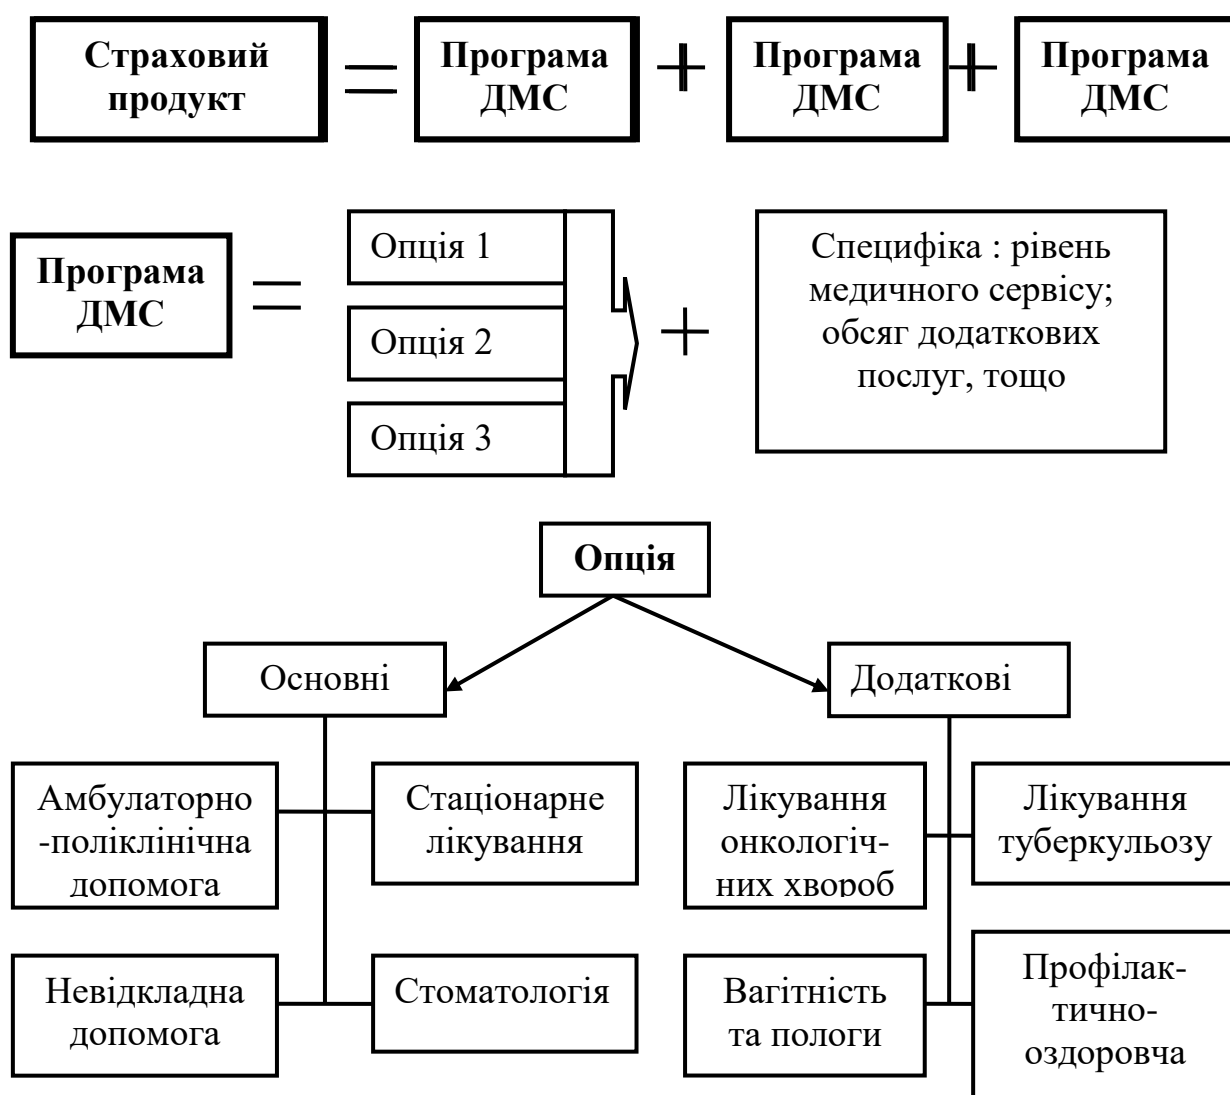 Страховий
продукт
=
Програма
ДМС
+
Програма
ДМС
+
Програма
ДМС
Програма
ДМС
=
Опція 1
Опція 2
Опція 3
+
Специфіка : рівень
медичного сервісу;
обсяг додаткових
послуг, тощо
Опція
Основні
Додаткові
Амбулаторно
-поліклінічна
допомога
Стаціонарне
лікування
Лікування
онкологіч-
них хвороб
Лікування
туберкульозу
Невідкладна
допомога
Стоматологія
Вагітність
та пологи
Профілак-
тично-
оздоровча